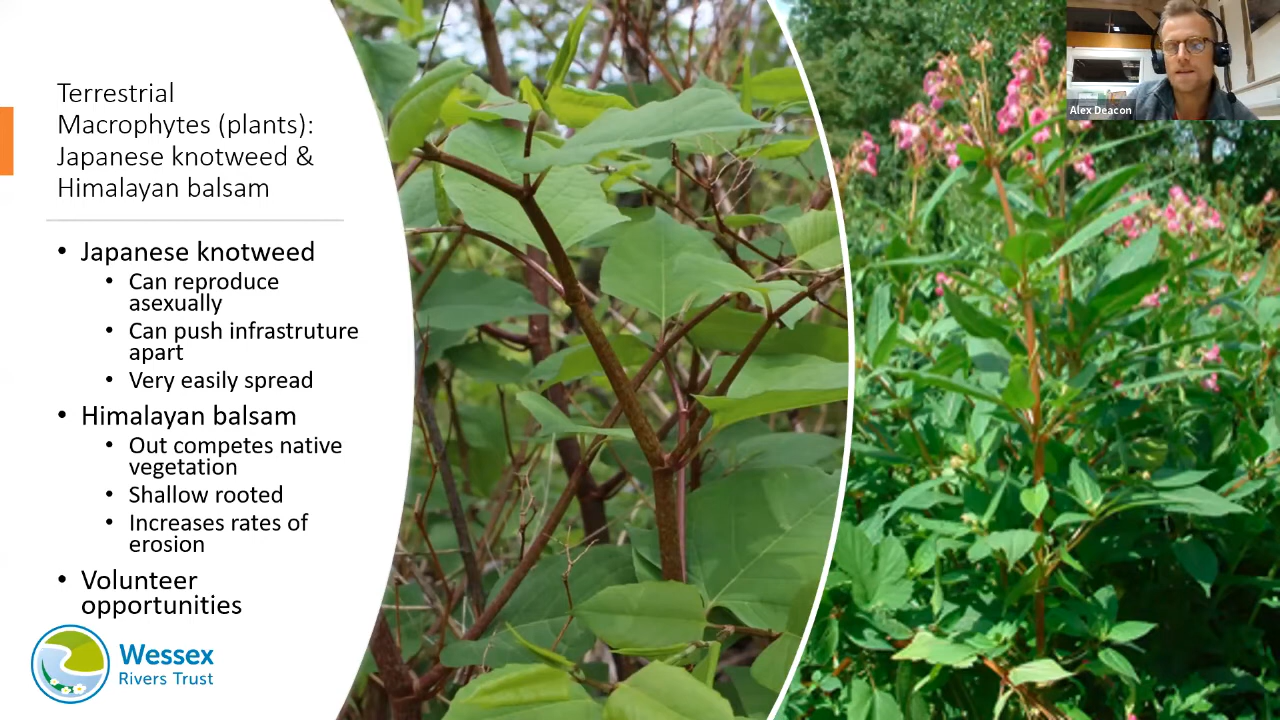 Terrestrial
Macrophytes (plants):
Japanese knotweed &
Himalayan balsam
• Japanese knotweed
• Can reproduce
asexually
• Can push infrastruture
apart
• Very easily spread
• Himalayan balsam
• Out competes native
vegetation
• Shallow rooted
• Increases rates of
erosion
• Volunteer
opportunities
Wessex
Rivers Trust
Alex Deacon